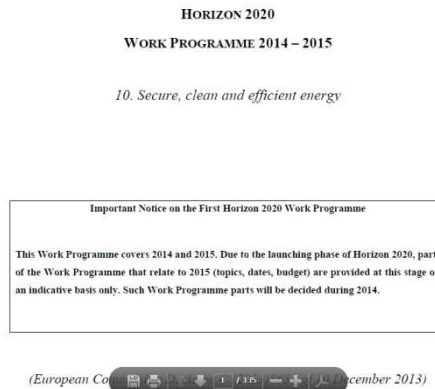 HORIZON 2020
WORK PROGRAMME 2014 – 2015
10. Secure, clean and efficient energy
Important Notice on the First Horizon 2020 Work Programme
This Work Programme covers 2014 and 2015. Due to the launching phase of Horizon 2020, part
of the Work Programme that relate to 2015 (topics, dates, budget) are provided at this stage o
an indicative basis only. Such Work Programme parts will be decided during 2014.
(European Co December 2013)
1 / 135